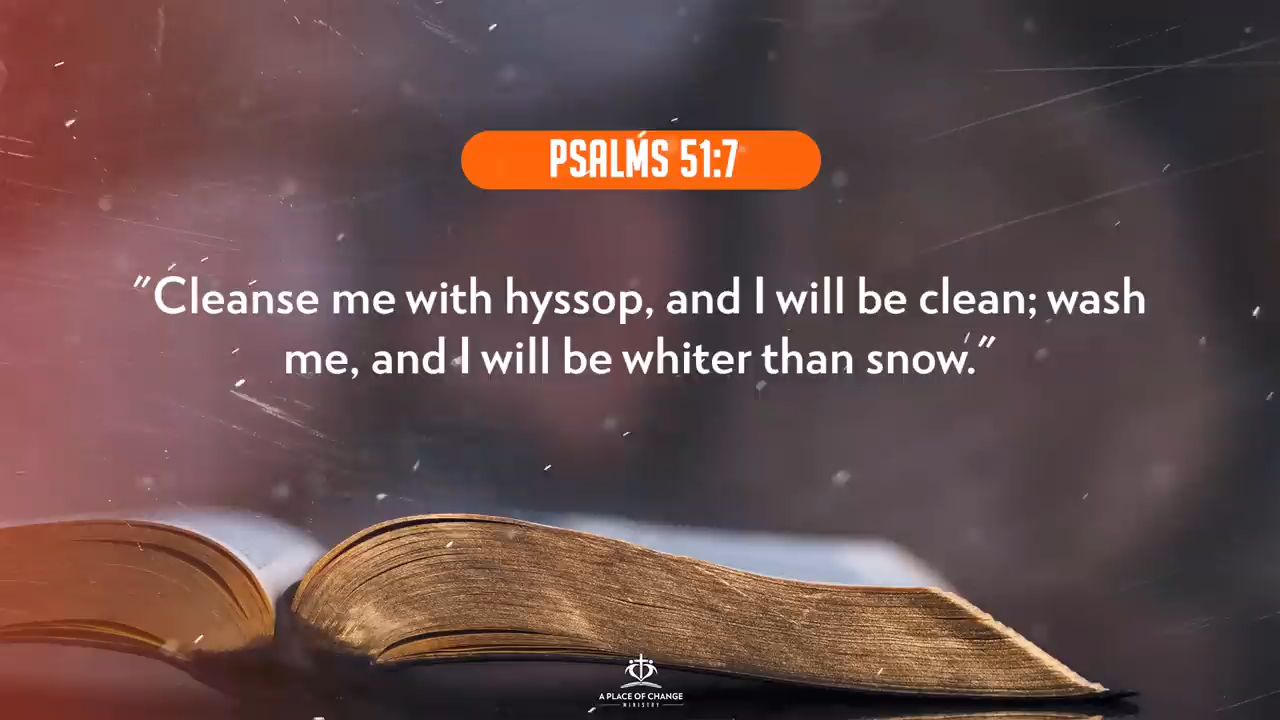 PSALMS 51:7
"Cleanse me with hyssop, and I will be clean; wash
me, and I will be whiter than snow."
A PLACE OF CHANGE
MINISTRY